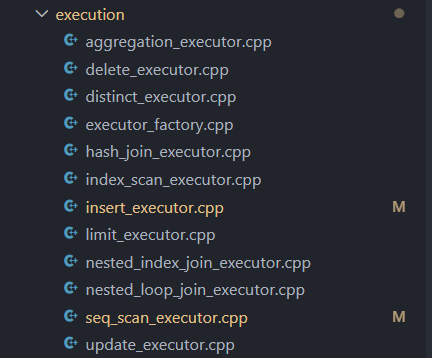 execution
aggregation_executor.cpp
delete_executor.cpp
distinct_executor.cpp
executor_factory.cpp
hash_join_executor.cpp
index_scan_executor.cpp
insert_executor.cpp M
limit_executor.cpp
nested_index_join_executor.cpp
nested_loop_join_executor.cpp
seq_scan_executor.cpp M
update_executor.cpp